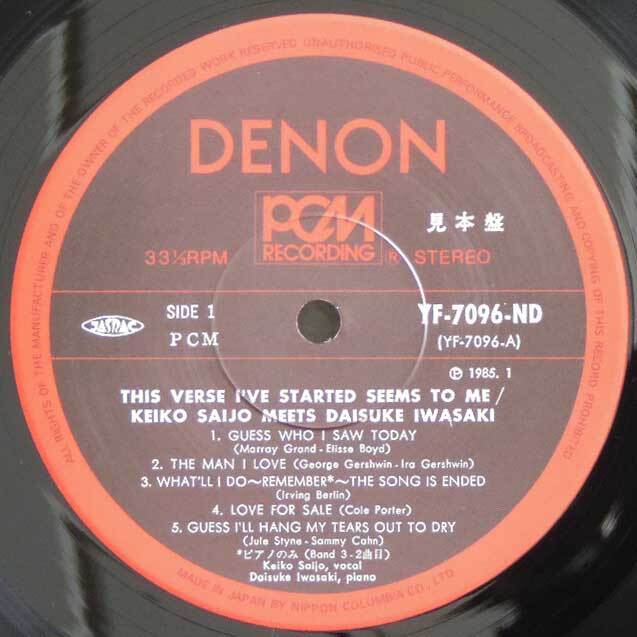 ALL RIGHTS OF THE MANUFACTURER AND OF THE OWNER OF THE RECORDED WORK RESERVED UNAUTHORISED PUBLIC PERFORMANCE BROADCASTING AND COPYING OF THIS RECORD PROHIBITED
DENON
PCM
RECORDING
見本盤
33⅓RPM
R STEREO
JASRAC
SIDE 1
PCM
YF-7096-ND
(YF-7096-A)
Ⓟ 1985. 1
THIS VERSE I'VE STARTED SEEMS TO ME/
KEIKO SAIJO MEETS DAISUKE IWASAKI
1. GUESS WHO I SAW TODAY
(Marray Grand-Elisse Boyd)
2. THE MAN I LOVE (George Gershwin-Ira Gershwin)
3. WHAT'LL I DO～REMEMBER*～THE SONG IS ENDED
(Irving Berlin)
4. LOVE FOR SALE (Cole Porter)
5. GUESS I'LL HANG MY TEARS OUT TO DRY
(Jule Styne-Sammy Cahn)
*ピアノのみ (Band 3-2曲目)
Keiko Saijo, vocal
Daisuke Iwasaki, piano
MADE IN JAPAN BY NIPPON COLUMBIA CO., LTD.